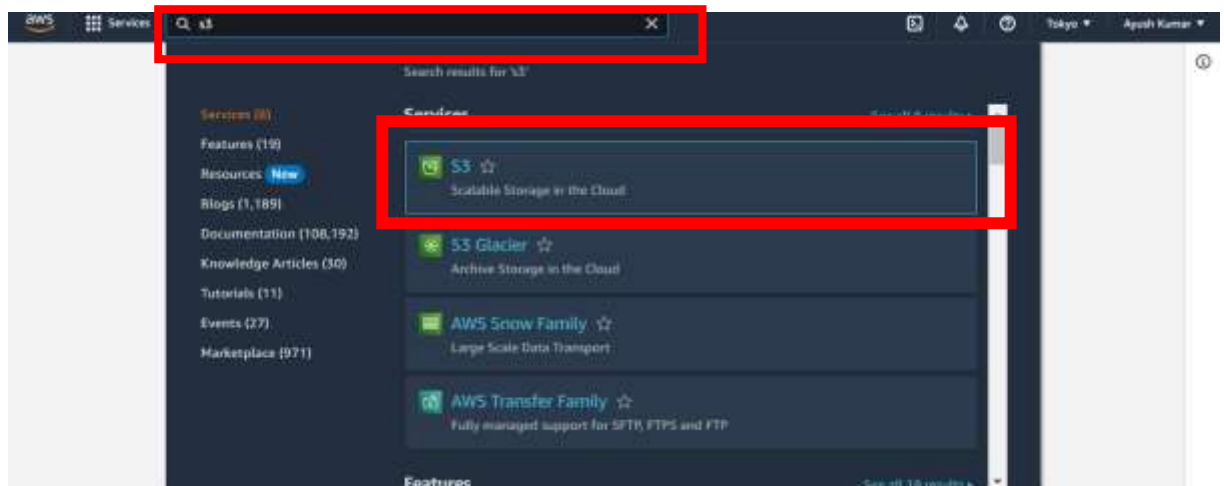 aws Services s3 Tokyo Ayush Kumar
Search results for 's3'
Services (8)
Features (19)
Resources New
Blogs (1,189)
Documentation (108,192)
Knowledge Articles (30)
Tutorials (11)
Events (27)
Marketplace (971)
Services
S3
Scalable Storage in the Cloud
S3 Glacier
Archive Storage in the Cloud
AWS Snow Family
Large Scale Data Transport
AWS Transfer Family
Fully managed support for SFTP, FTPS and FTP
Features